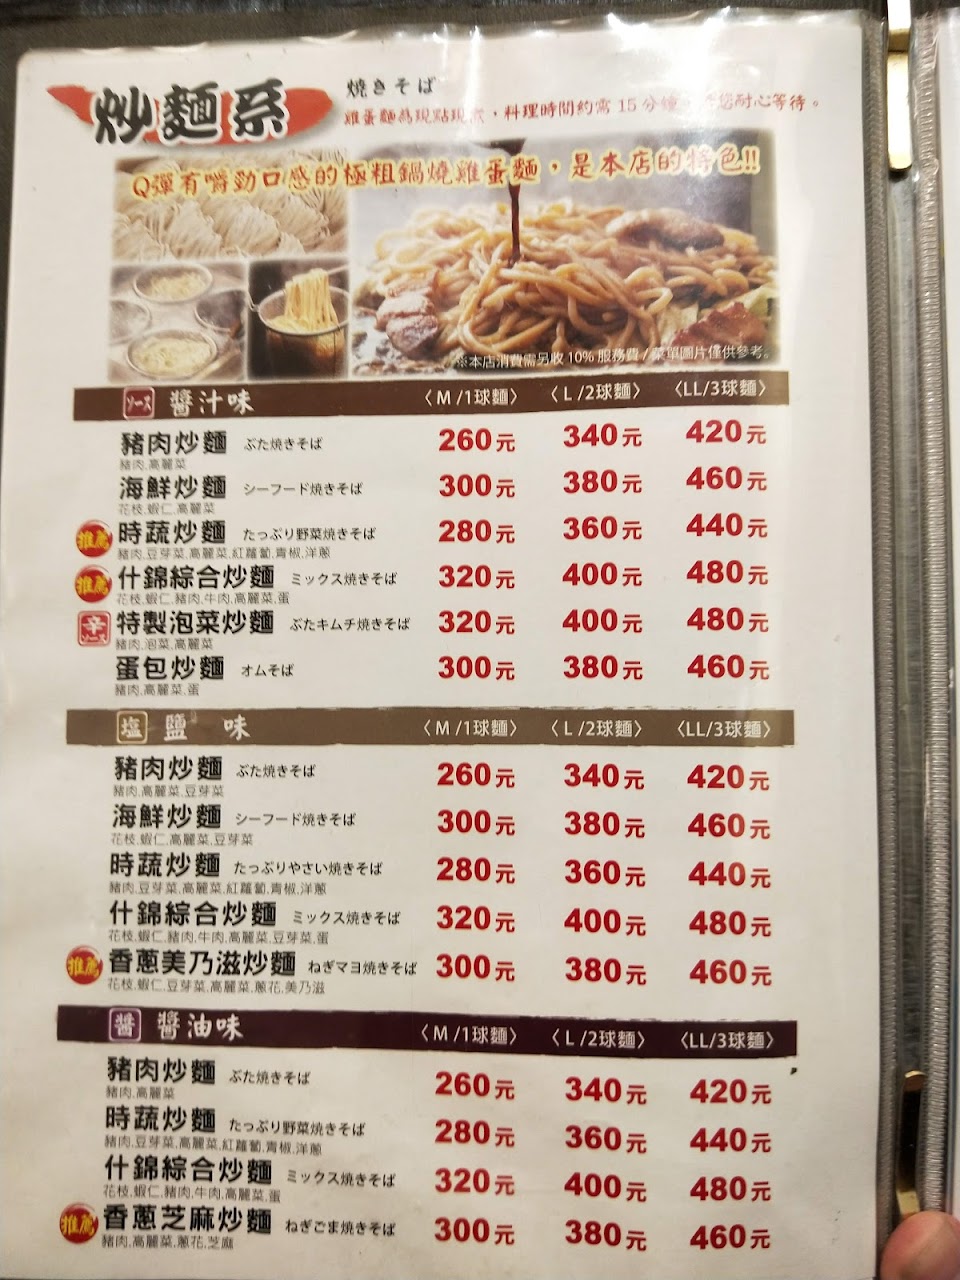 炒麵系 焼きそば
雞蛋麵為現點現煮，料理時間約需 15 分鐘，
您耐心等待。
Q彈有嚼勁口感的極粗鍋燒雞蛋麵，是本店的特色!!
※本店消費需另收 10% 服務費 / 菜單圖片僅供參考。
ソース 醬汁味 〈 M /1球麵〉 〈 L /2球麵〉 〈LL/3球麵〉
豬肉炒麵 ぶた焼きそば 260元 340元 420元
豬肉.高麗菜
海鮮炒麵 シーフード焼きそば 300元 380元 460元
花枝.蝦仁.高麗菜
推薦 時蔬炒麵 たっぷり野菜焼きそば 280元 360元 440元
豬肉.豆芽菜.高麗菜.紅蘿蔔.青椒.洋蔥
推薦 什錦綜合炒麵 ミックス焼きそば 320元 400元 480元
花枝.蝦仁.豬肉.牛肉.高麗菜.蛋
辛ソース 特製泡菜炒麵 ぶたキムチ焼きそば 320元 400元 480元
豬肉.泡菜.高麗菜
蛋包炒麵 オムそば 300元 380元 460元
豬肉.高麗菜.蛋
塩 鹽 味 〈 M /1球麵〉 〈 L /2球麵〉 〈LL/3球麵〉
豬肉炒麵 ぶた焼きそば 260元 340元 420元
豬肉.高麗菜.豆芽菜
海鮮炒麵 シーフード焼きそば 300元 380元 460元
花枝.蝦仁.高麗菜.豆芽菜
時蔬炒麵 たっぷりやさい焼きそば 280元 360元 440元
豬肉.豆芽菜.高麗菜.紅蘿蔔.青椒.洋蔥
什錦綜合炒麵 ミックス焼きそば 320元 400元 480元
花枝.蝦仁.豬肉.牛肉.高麗菜.豆芽菜.蛋
推薦 香蔥美乃滋炒麵 ねぎマヨ焼きそば 300元 380元 460元
花枝.蝦仁.豆芽菜.高麗菜.蔥花.美乃滋
醬 醬油味 〈 M /1球麵〉 〈 L /2球麵〉 〈LL/3球麵〉
豬肉炒麵 ぶた焼きそば 260元 340元 420元
豬肉.高麗菜
時蔬炒麵 たっぷり野菜焼きそば 280元 360元 440元
豬肉.豆芽菜.高麗菜.紅蘿蔔.青椒.洋蔥
什錦綜合炒麵 ミックス焼きそば 320元 400元 480元
花枝.蝦仁.豬肉.牛肉.高麗菜.蛋
推薦 香蔥芝麻炒麵 ねぎごま焼きそば 300元 380元 460元
豬肉.高麗菜.蔥花.芝麻